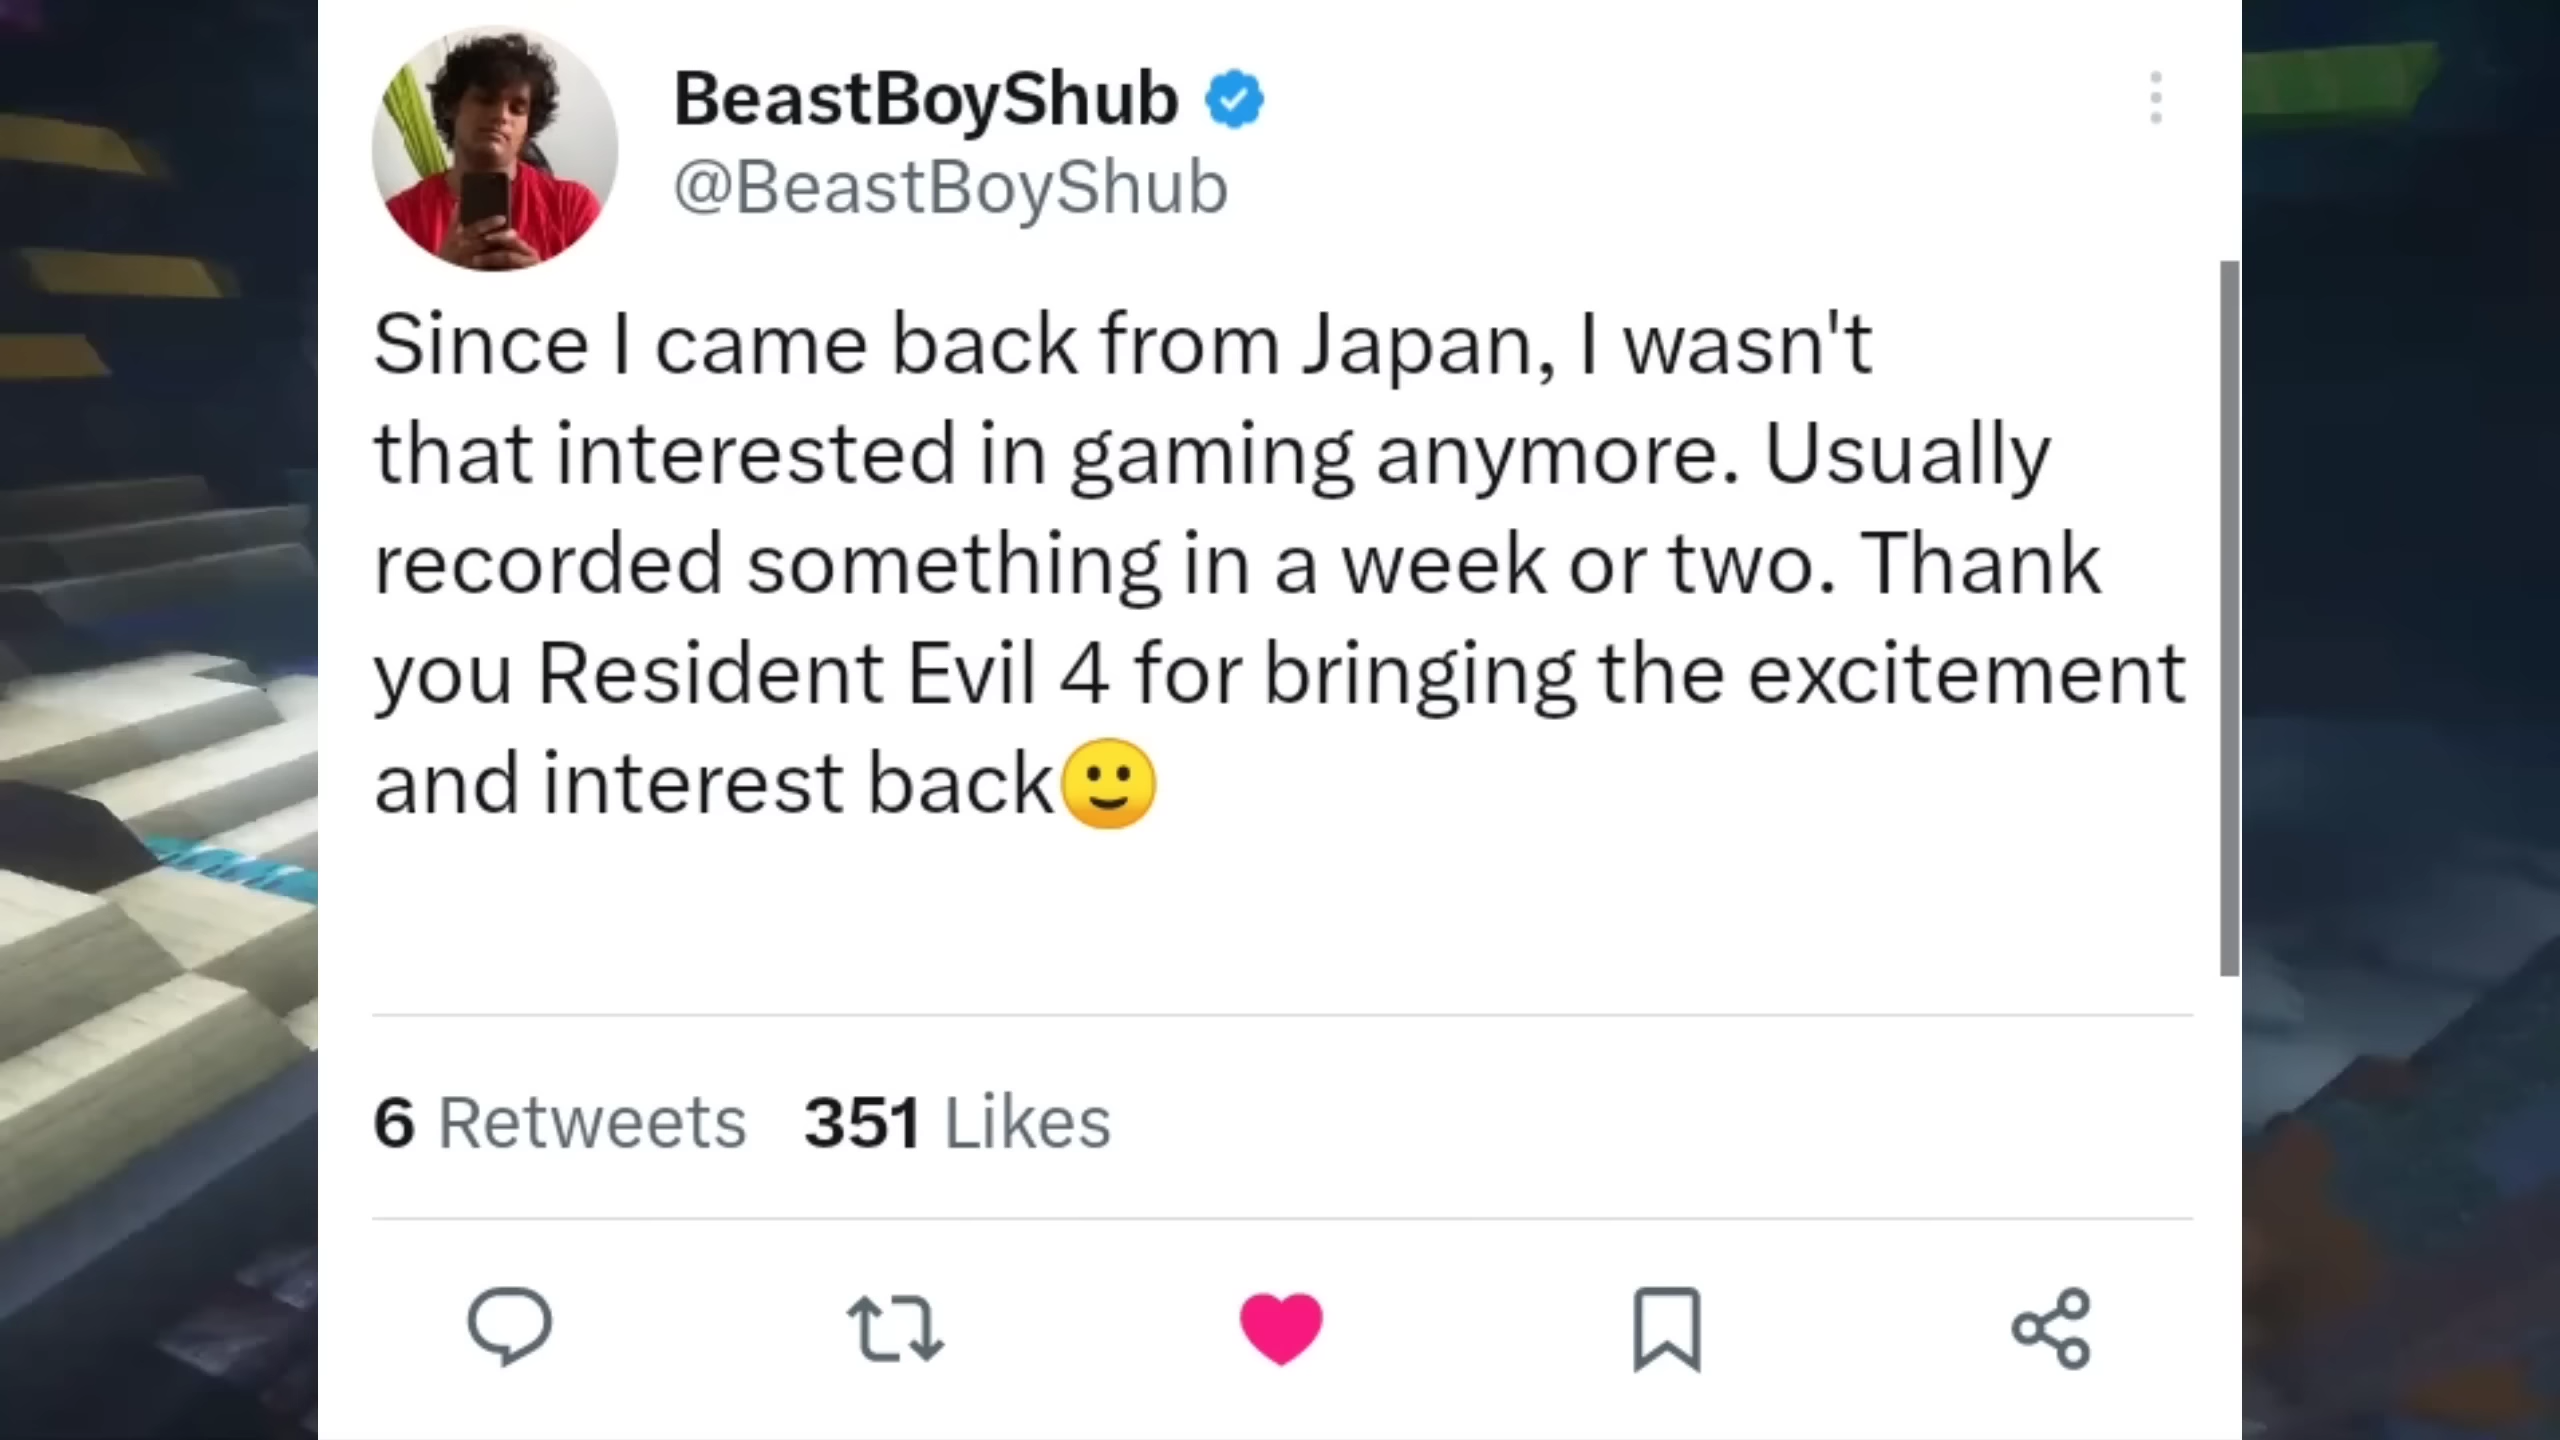 BeastBoyShub
@BeastBoyShub
Since I came back from Japan, I wasn't
that interested in gaming anymore. Usually
recorded something in a week or two. Thank
you Resident Evil 4 for bringing the excitement
and interest back🙂
6 Retweets 351 Likes